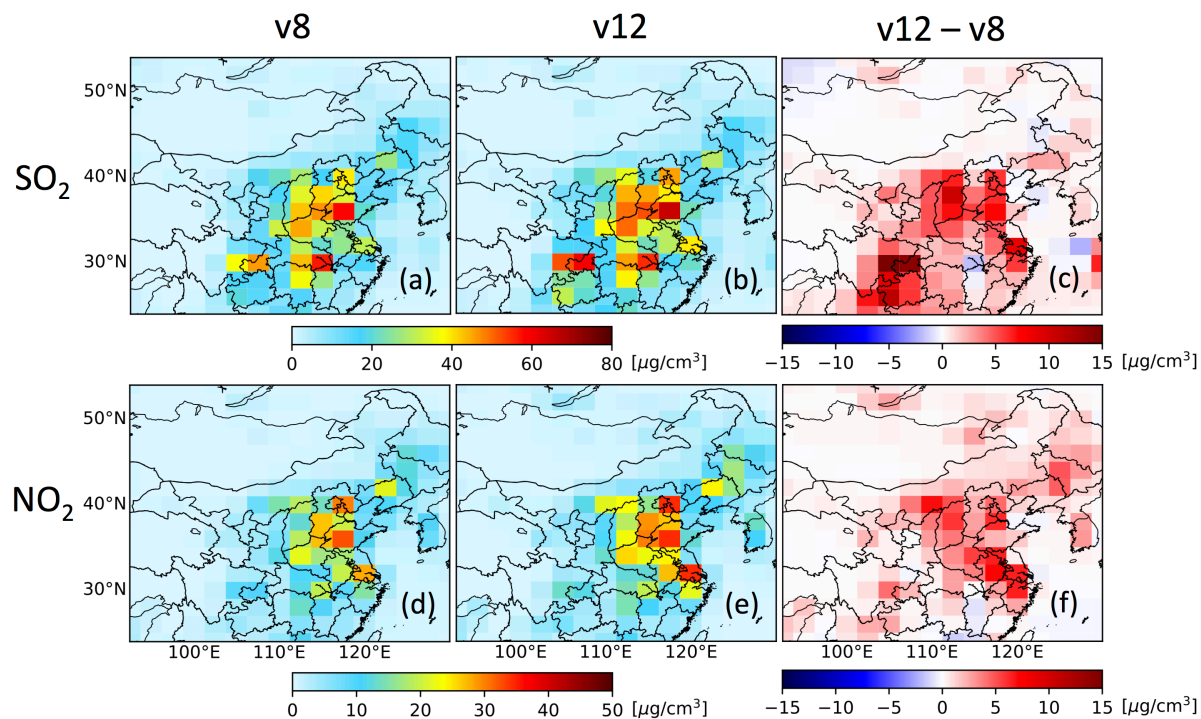 v8 v12 v12 – v8
50°N
SO₂ 40°N
30°N
(a) (b) (c)
0 20 40 60 80 [μg/cm³] −15 −10 −5 0 5 10 15 [μg/cm³]
50°N
NO₂ 40°N
30°N
(d) (e) (f)
100°E 110°E 120°E 100°E 110°E 120°E 100°E 110°E 120°E
0 10 20 30 40 50 [μg/cm³] −15 −10 −5 0 5 10 15 [μg/cm³]